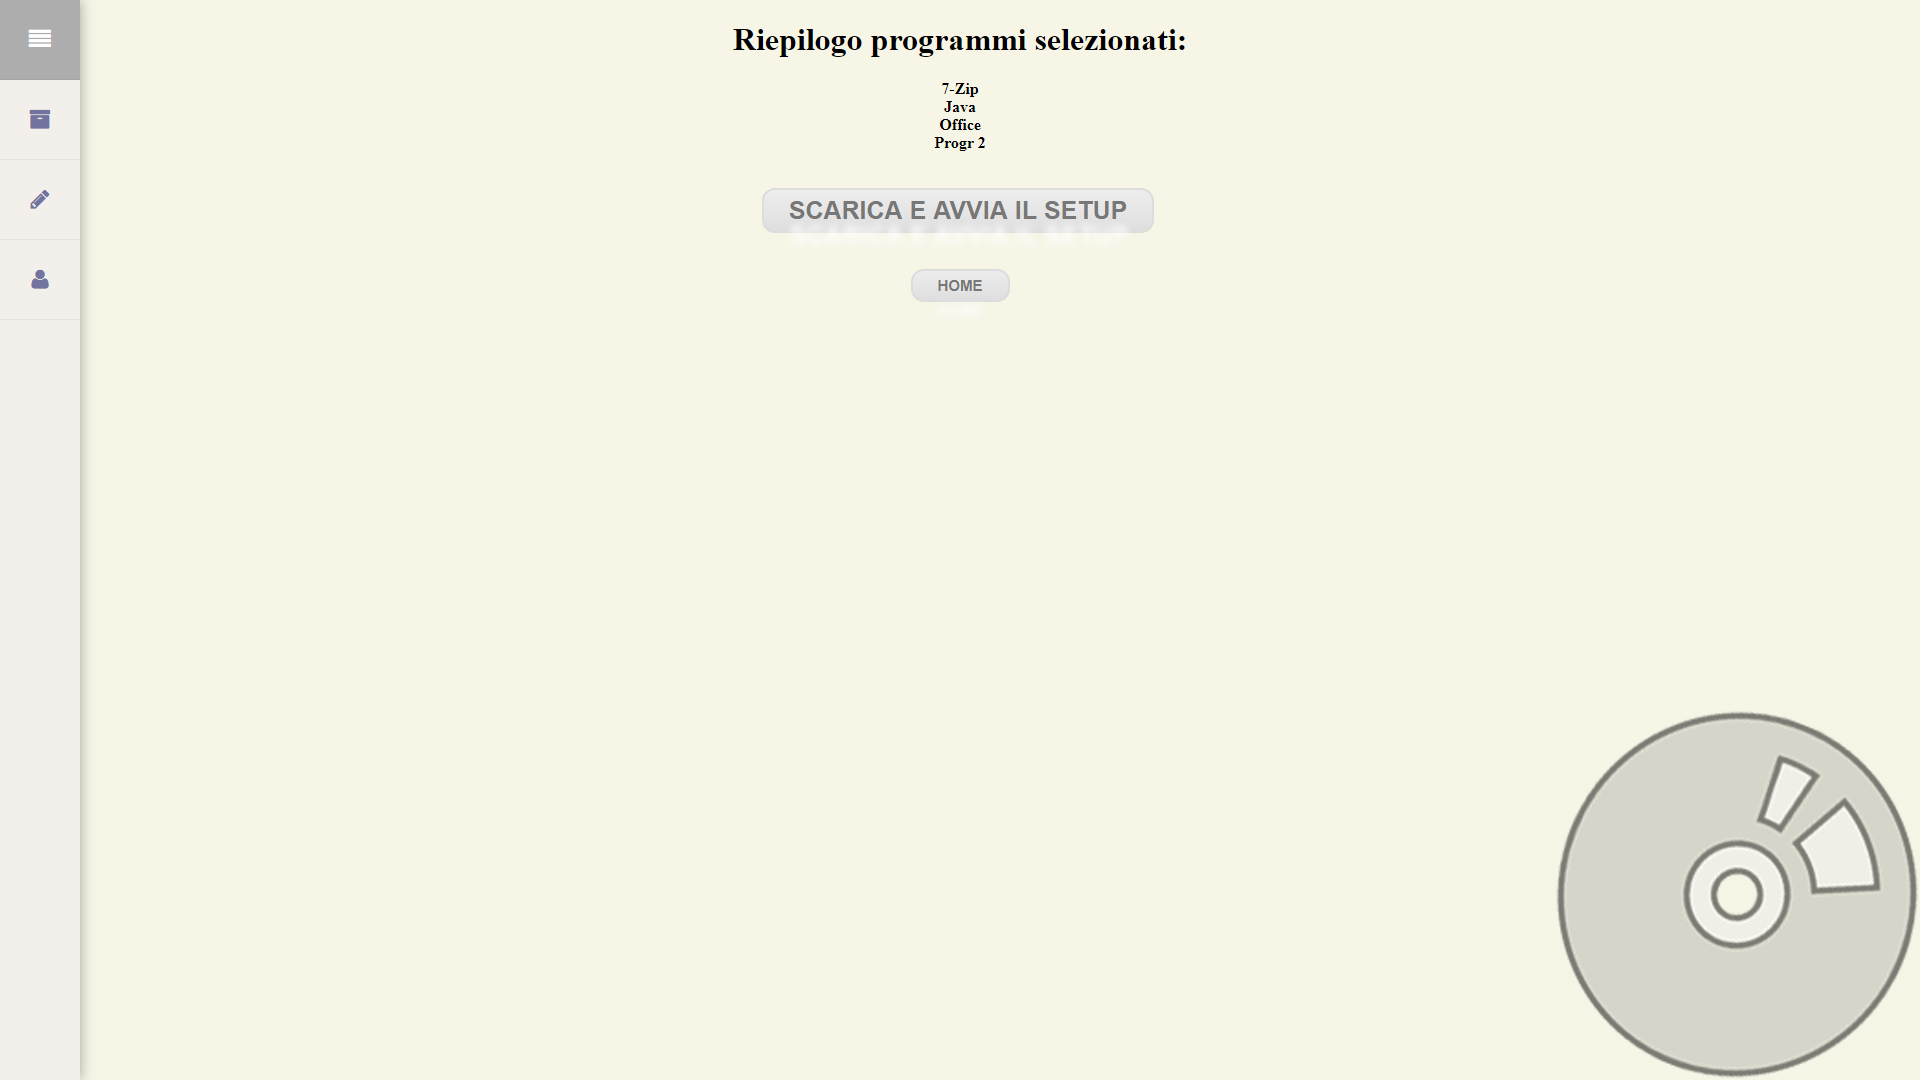 Riepilogo programmi selezionati:
7-Zip
Java
Office
Progr 2
SCARICA E AVVIA IL SETUP
HOME